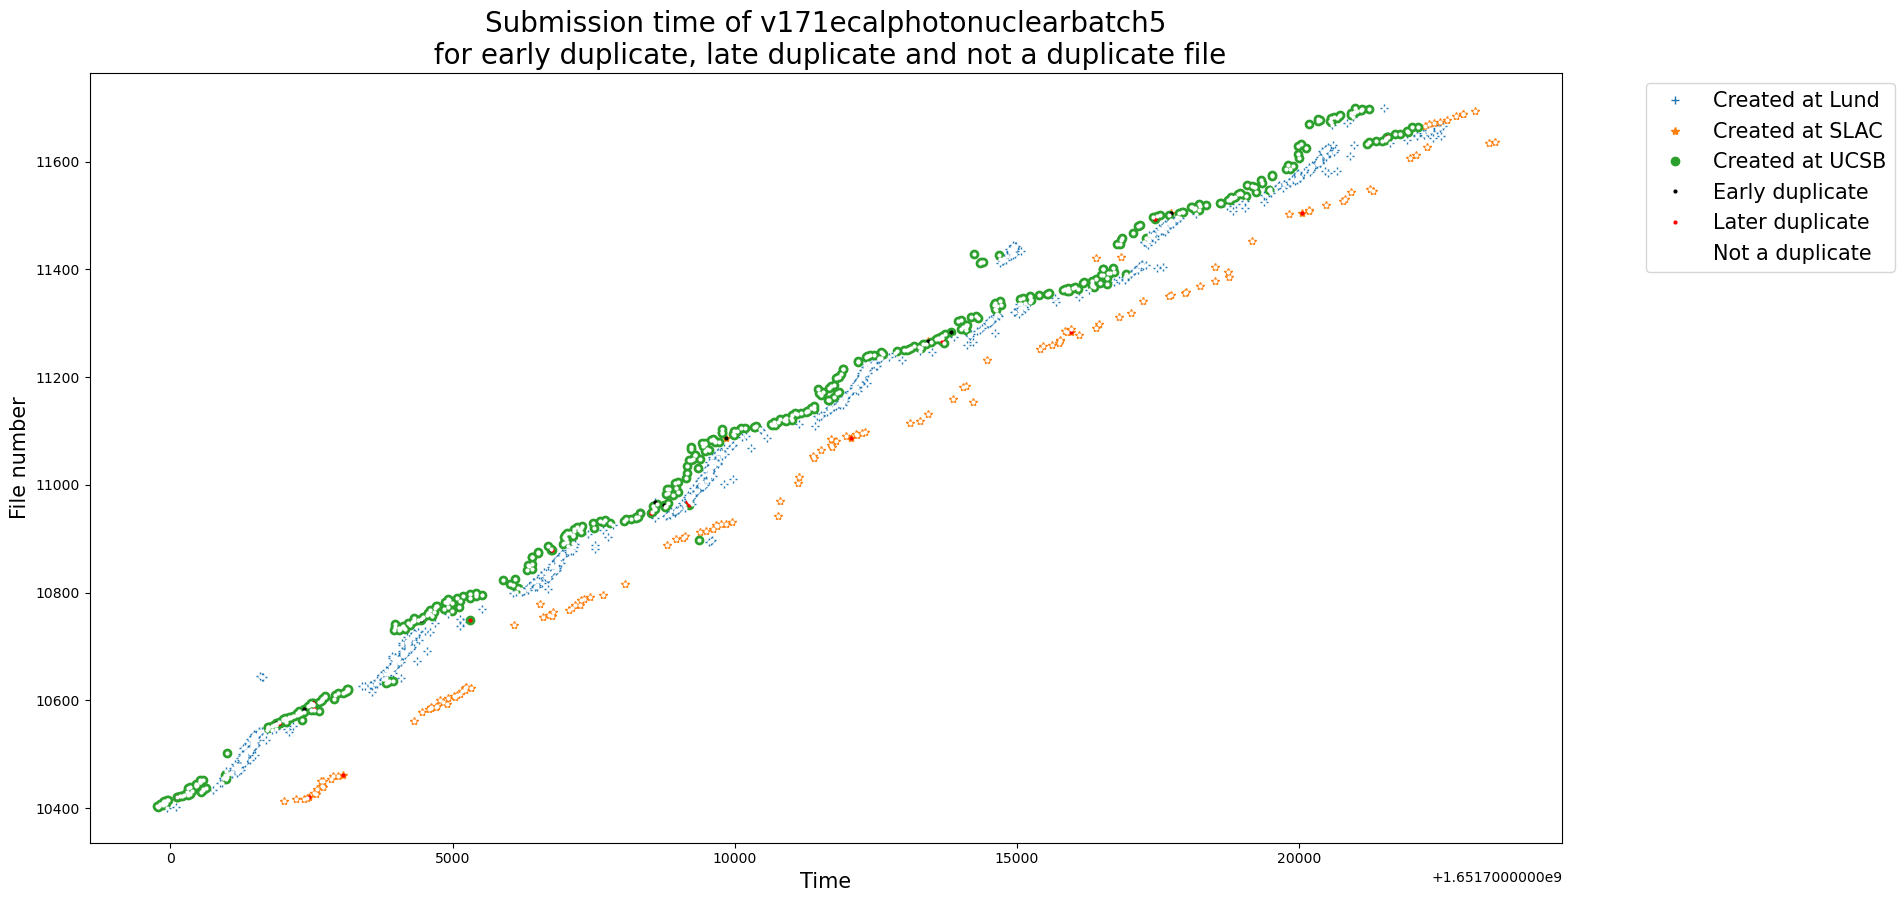 Submission time of v171ecalphotonuclearbatch5
for early duplicate, late duplicate and not a duplicate file
Created at Lund
Created at SLAC
Created at UCSB
Early duplicate
Later duplicate
Not a duplicate
File number
11600
11400
11200
11000
10800
10600
10400
0
5000
10000
15000
20000
+1.6517000000e9
Time